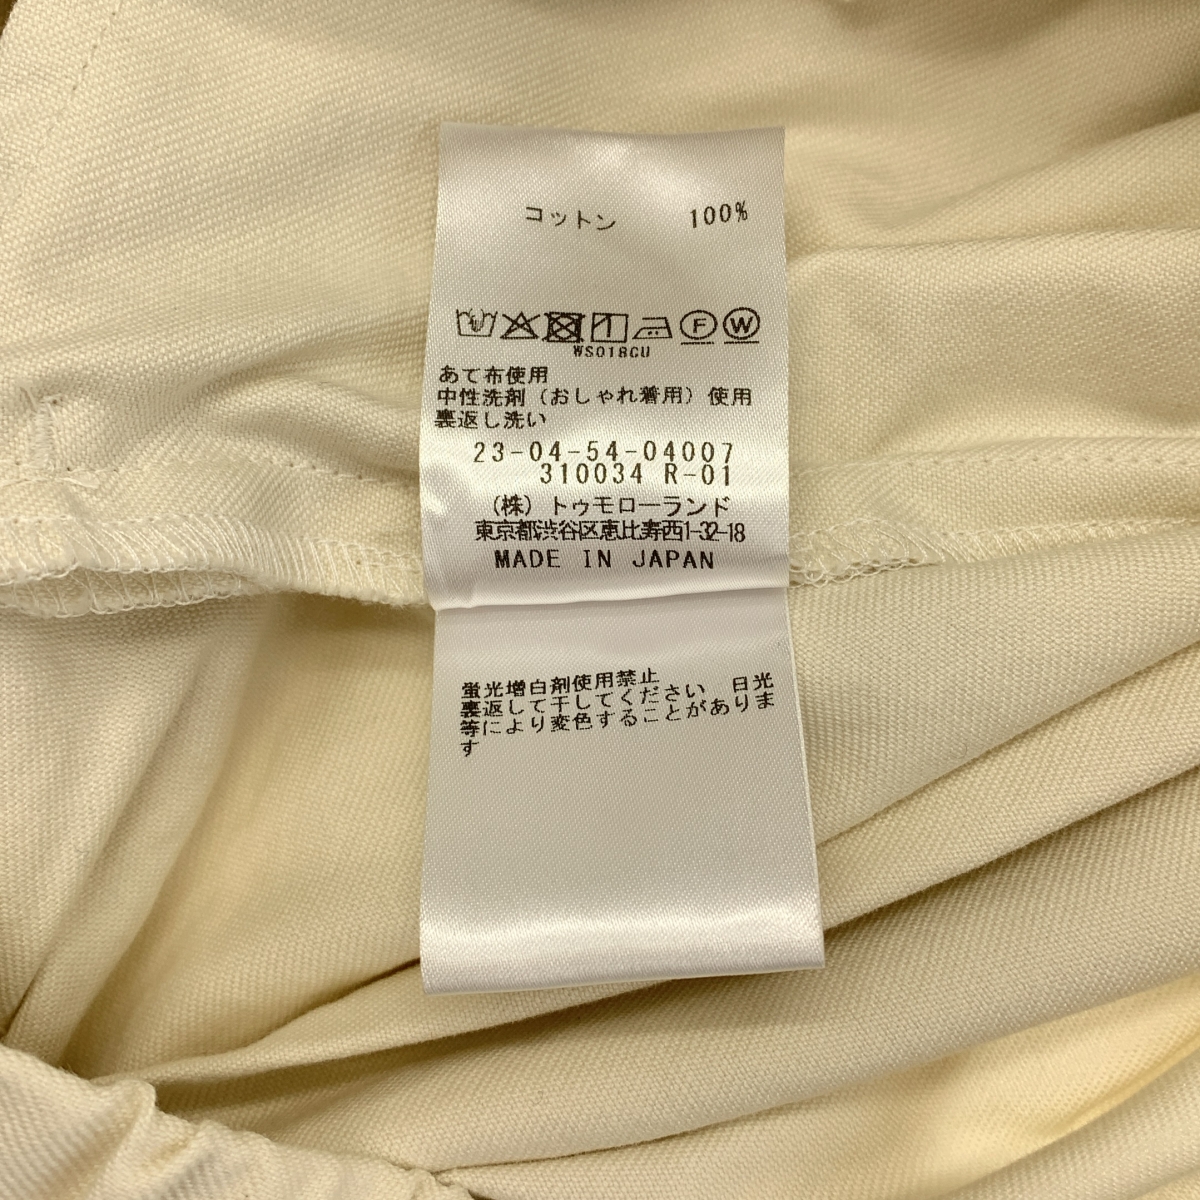 コットン 100%
F W
WS018CU
あて布使用
中性洗剤（おしゃれ着用）使用
裏返し洗い
23-04-54-04007
310034 R-01
（株）トゥモローランド
東京都渋谷区恵比寿西1-32-18
MADE IN JAPAN
蛍光増白剤使用禁止
裏返して干してください 日光
等により変色することがありま
す